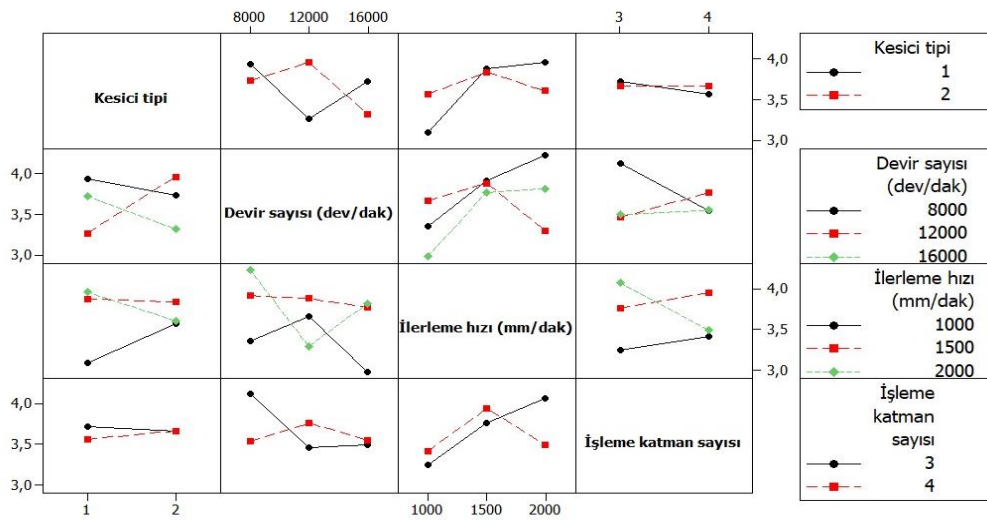 8000 12000 16000 3 4
Kesici tipi
4,0
3,5
3,0
Kesici tipi
1
2
4,0
3,5
3,0
Devir sayısı (dev/dak)
Devir sayısı
(dev/dak)
8000
12000
16000
İlerleme hızı (mm/dak)
4,0
3,5
3,0
İlerleme hızı
(mm/dak)
1000
1500
2000
4,0
3,5
3,0
İşleme katman sayısı
İşleme
katman
sayısı
3
4
1 2 1000 1500 2000